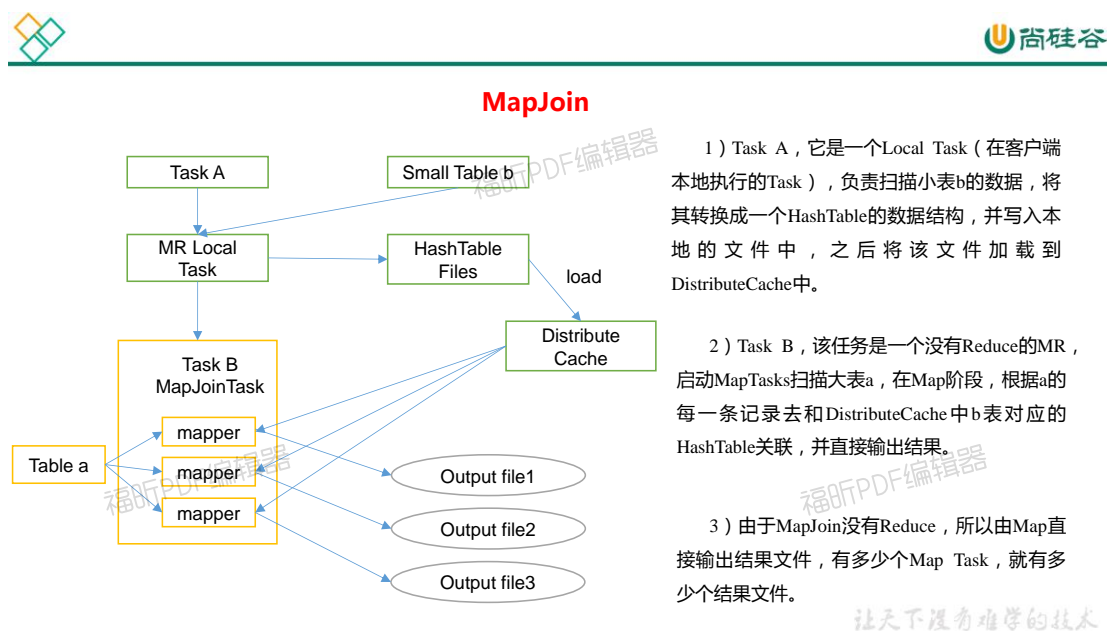 尚硅谷
MapJoin
Task A
Small Table b
MR Local
Task
HashTable
Files
load
Distribute
Cache
Task B
MapJoinTask
mapper
mapper
mapper
Table a
Output file1
Output file2
Output file3
1）Task A，它是一个Local Task（在客户端
本地执行的Task），负责扫描小表b的数据，将
其转换成一个HashTable的数据结构，并写入本
地的文件中，之后将该文件加载到
DistributeCache中。
2）Task B，该任务是一个没有Reduce的MR，
启动MapTasks扫描大表a，在Map阶段，根据a的
每一条记录去和DistributeCache中b表对应的
HashTable关联，并直接输出结果。
3）由于MapJoin没有Reduce，所以由Map直
接输出结果文件，有多少个Map Task，就有多
少个结果文件。
福昕PDF编辑器
福昕PDF编辑器
福昕PDF编辑器
让天下没有难学的技术